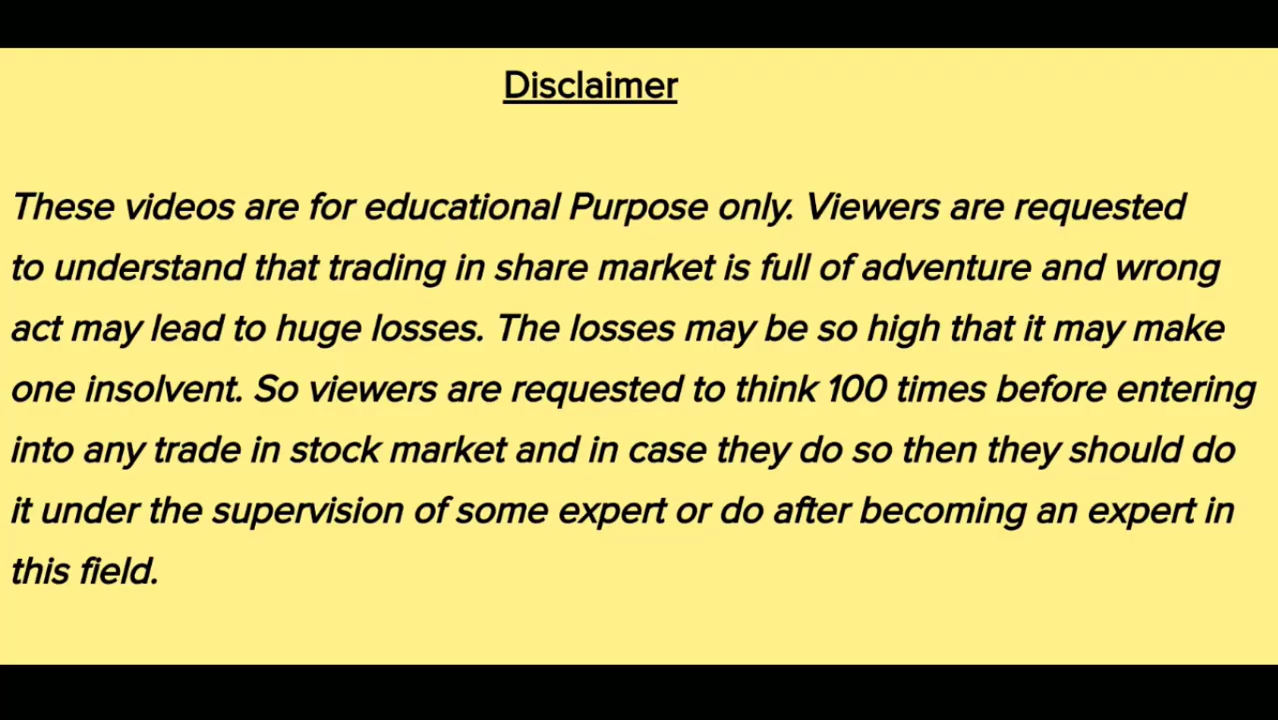 Disclaimer
These videos are for educational Purpose only. Viewers are requested
to understand that trading in share market is full of adventure and wrong
act may lead to huge losses. The losses may be so high that it may make
one insolvent. So viewers are requested to think 100 times before entering
into any trade in stock market and in case they do so then they should do
it under the supervision of some expert or do after becoming an expert in
this field.